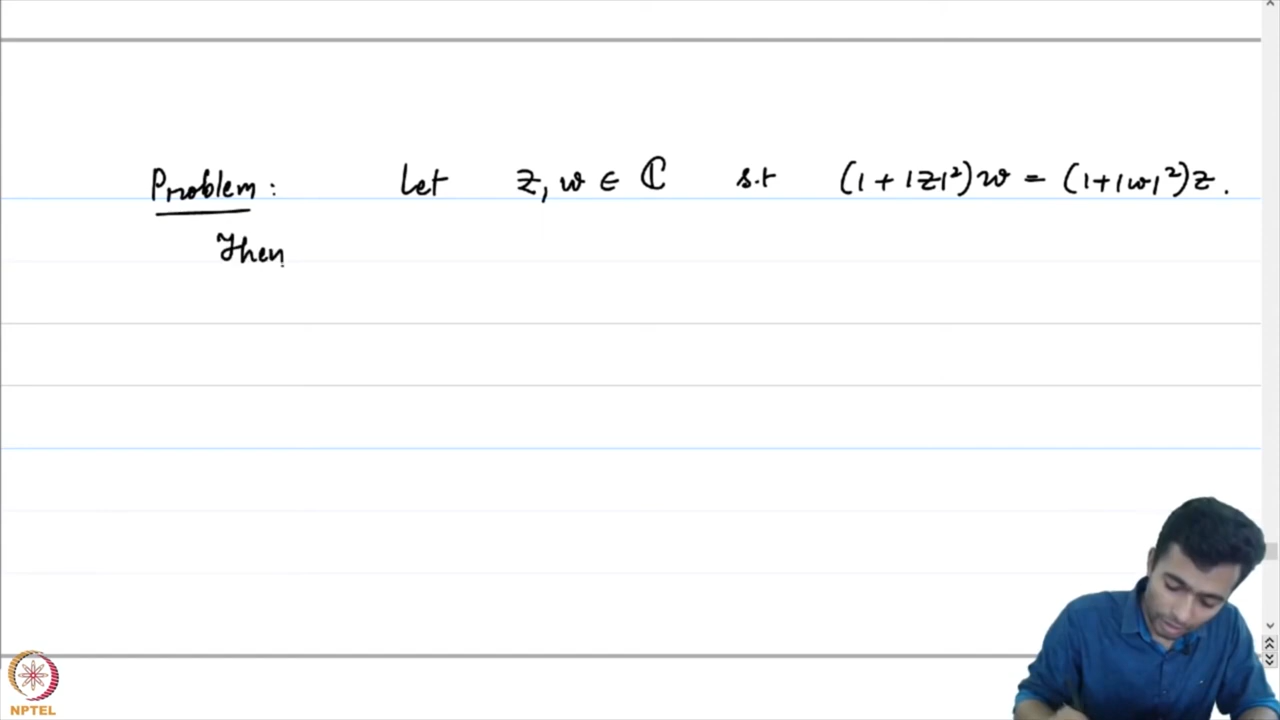 Problem: Let z, w ∈ ℂ s.t (1 + |z|²)w = (1+|w|²)z.
Then
NPTEL